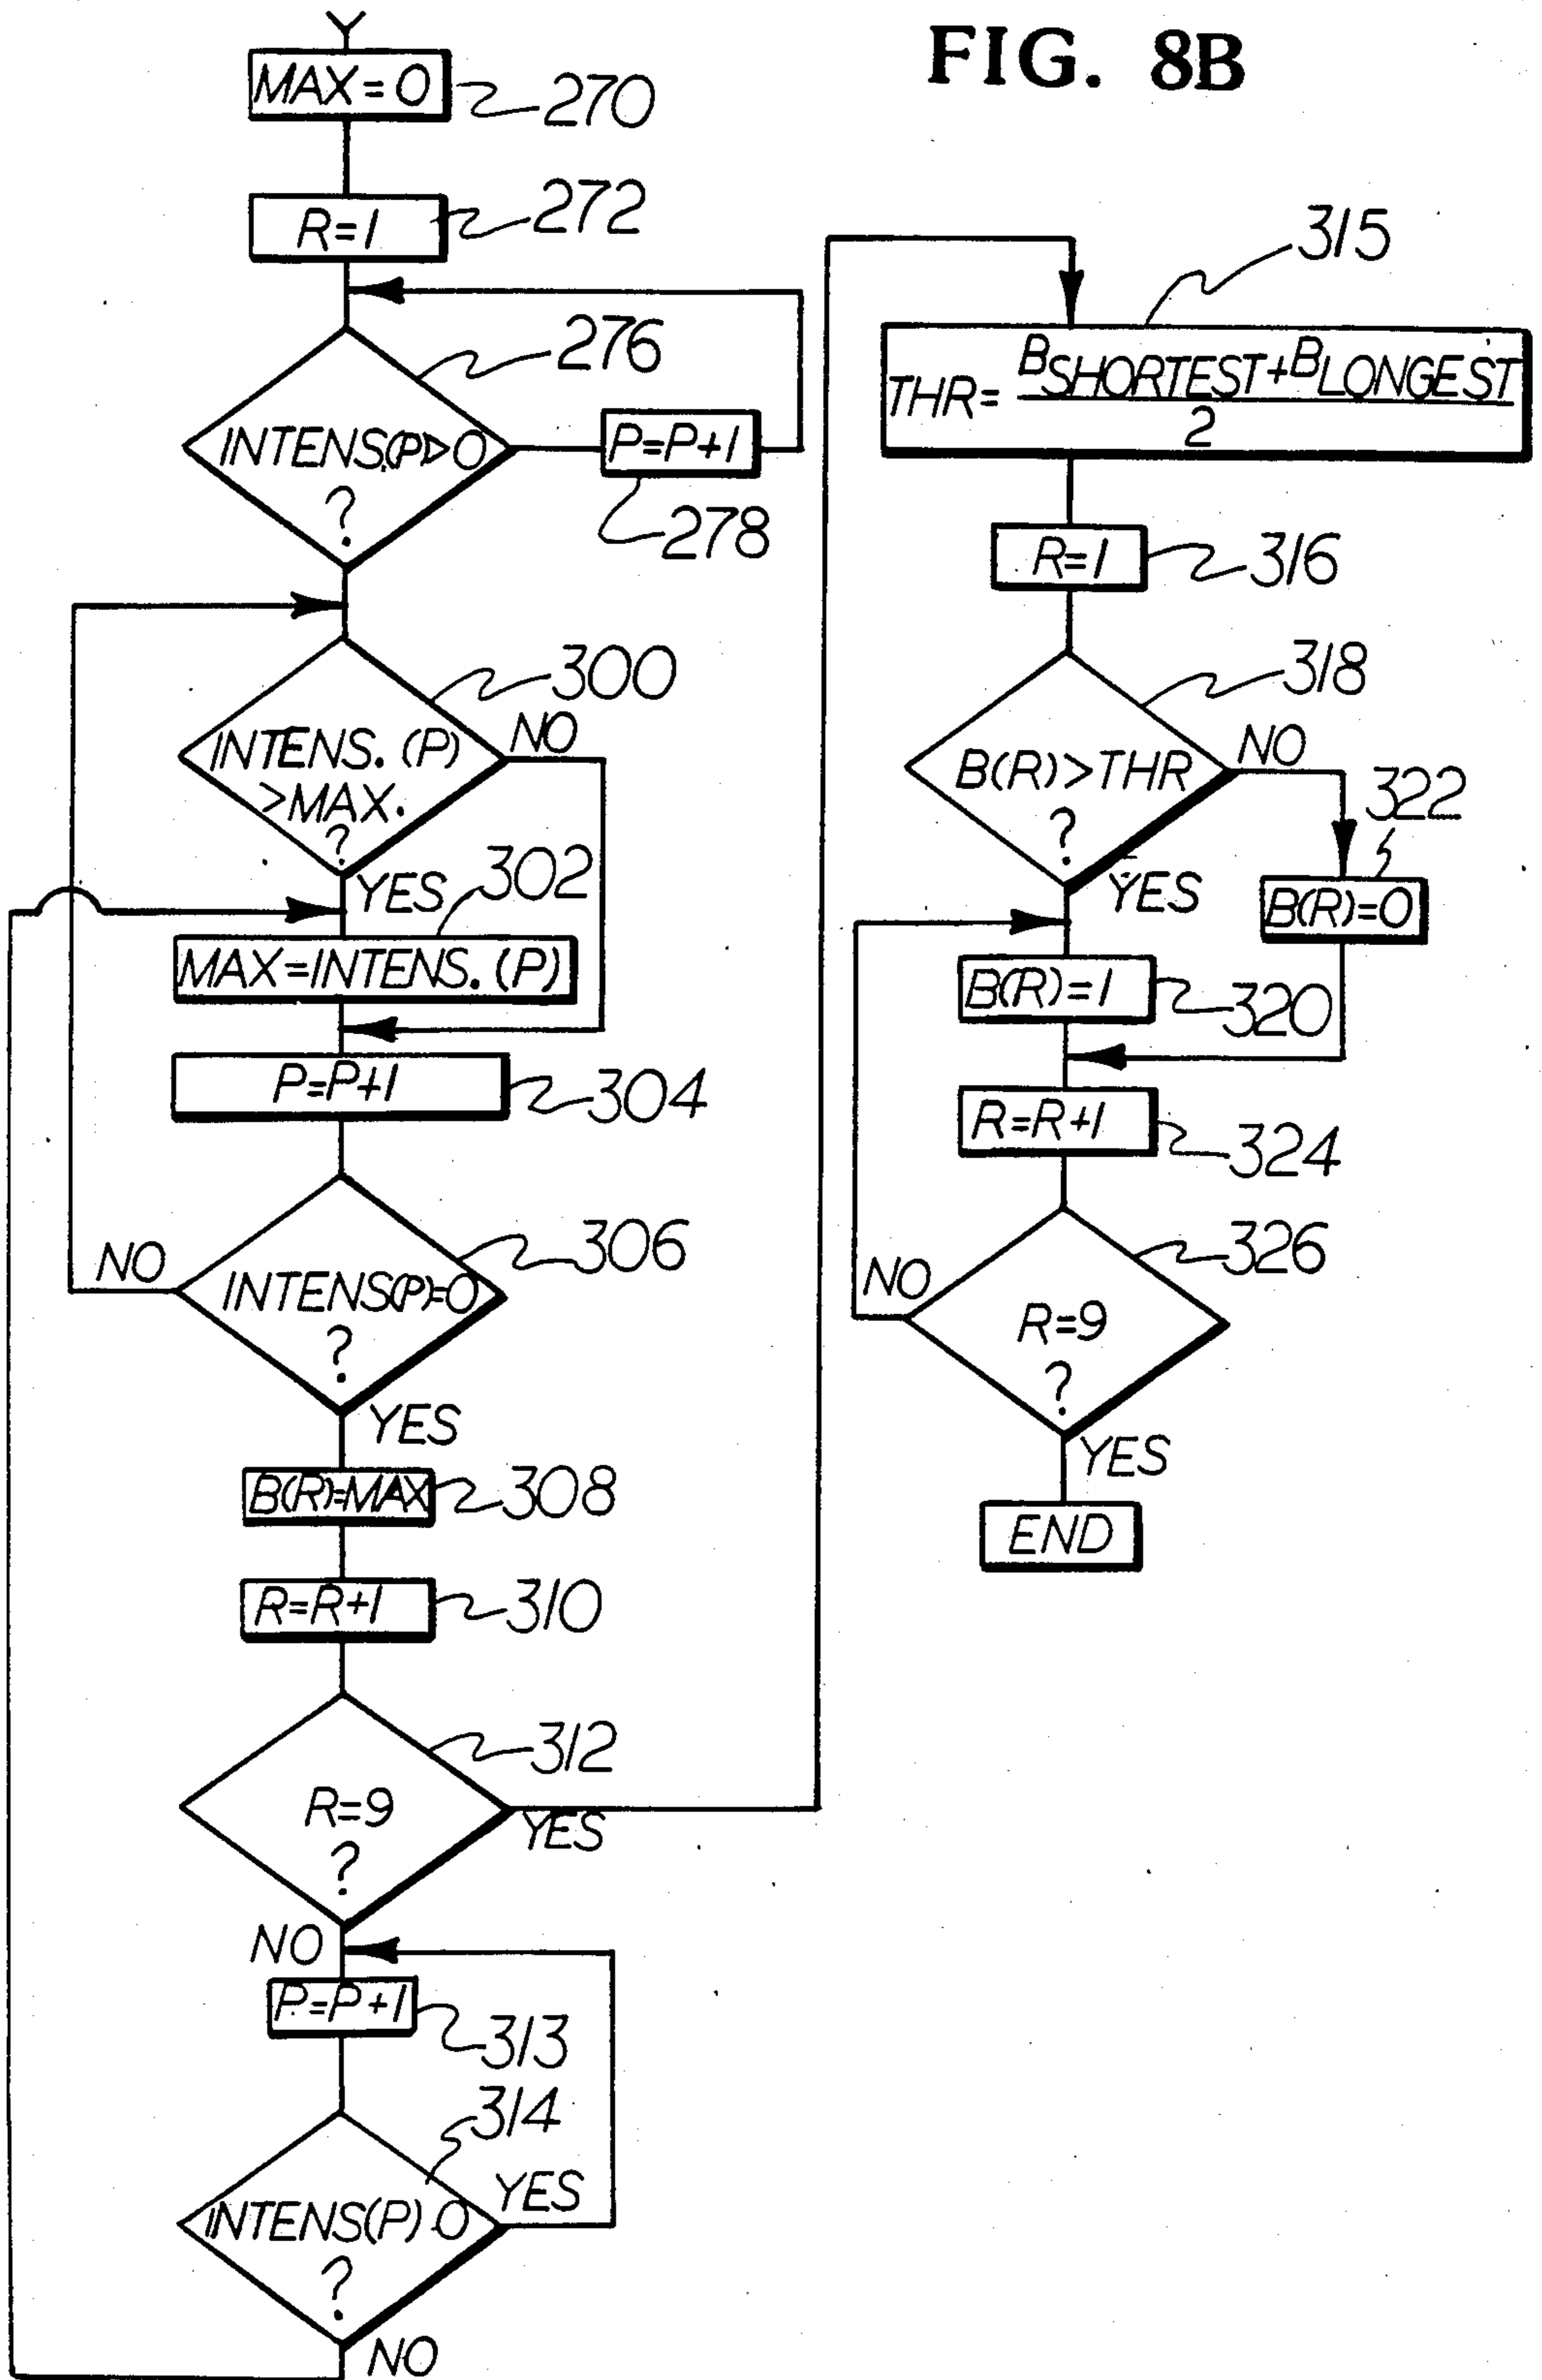 FIG. 8B
Y
MAX=0
270
R=1
272
276
INTENS.(P)>0
?
P=P+1
278
300
INTENS. (P)
>MAX.
?
NO
YES
302
MAX=INTENS. (P)
P=P+1
304
306
INTENS(P)=0
?
NO
YES
B(R)=MAX
308
R=R+1
310
312
R=9
?
YES
NO
P=P+1
313
314
INTENS(P) 0
?
YES
NO
315
THR= BSHORTEST+BLONGEST
2
R=1
316
318
B(R)>THR
?
NO
322
YES
B(R)=0
B(R)=1
320
R=R+1
324
326
NO
R=9
?
YES
END